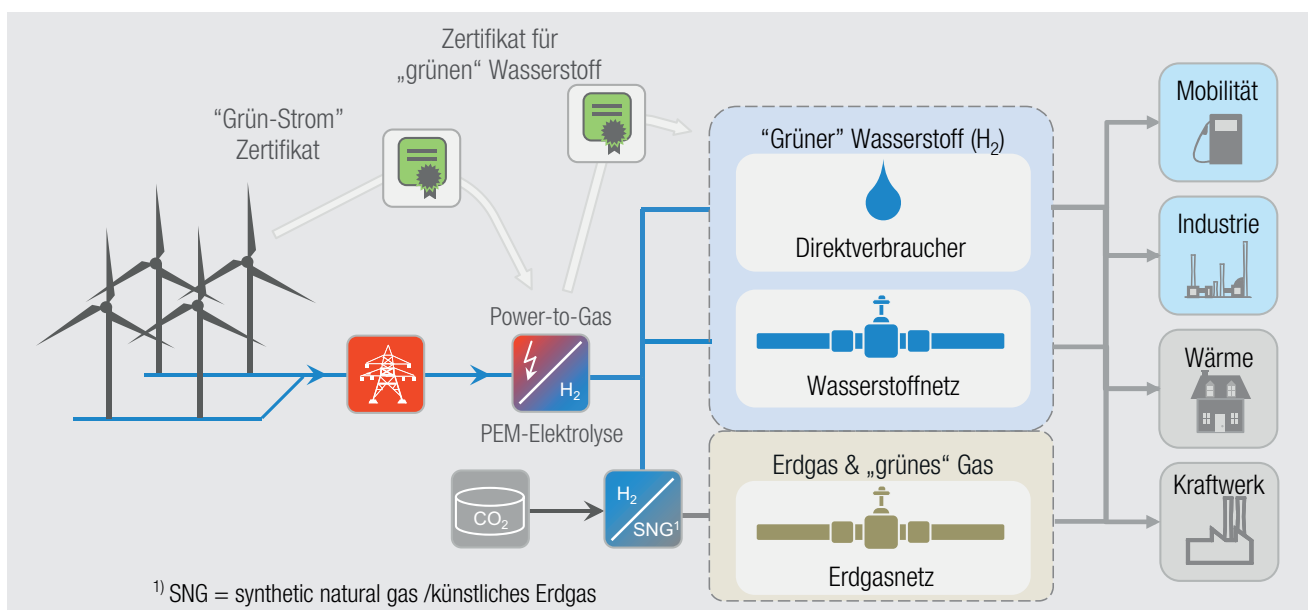 Zertifikat für
„grünen“ Wasserstoff
“Grün-Strom”
Zertifikat
Mobilität
“Grüner” Wasserstoff (H₂)
Direktverbraucher
Industrie
Power-to-Gas
H₂
PEM-Elektrolyse
Wasserstoffnetz
Wärme
Erdgas & „grünes“ Gas
Kraftwerk
CO₂
H₂
SNG¹
Erdgasnetz
¹⁾ SNG = synthetic natural gas /künstliches Erdgas